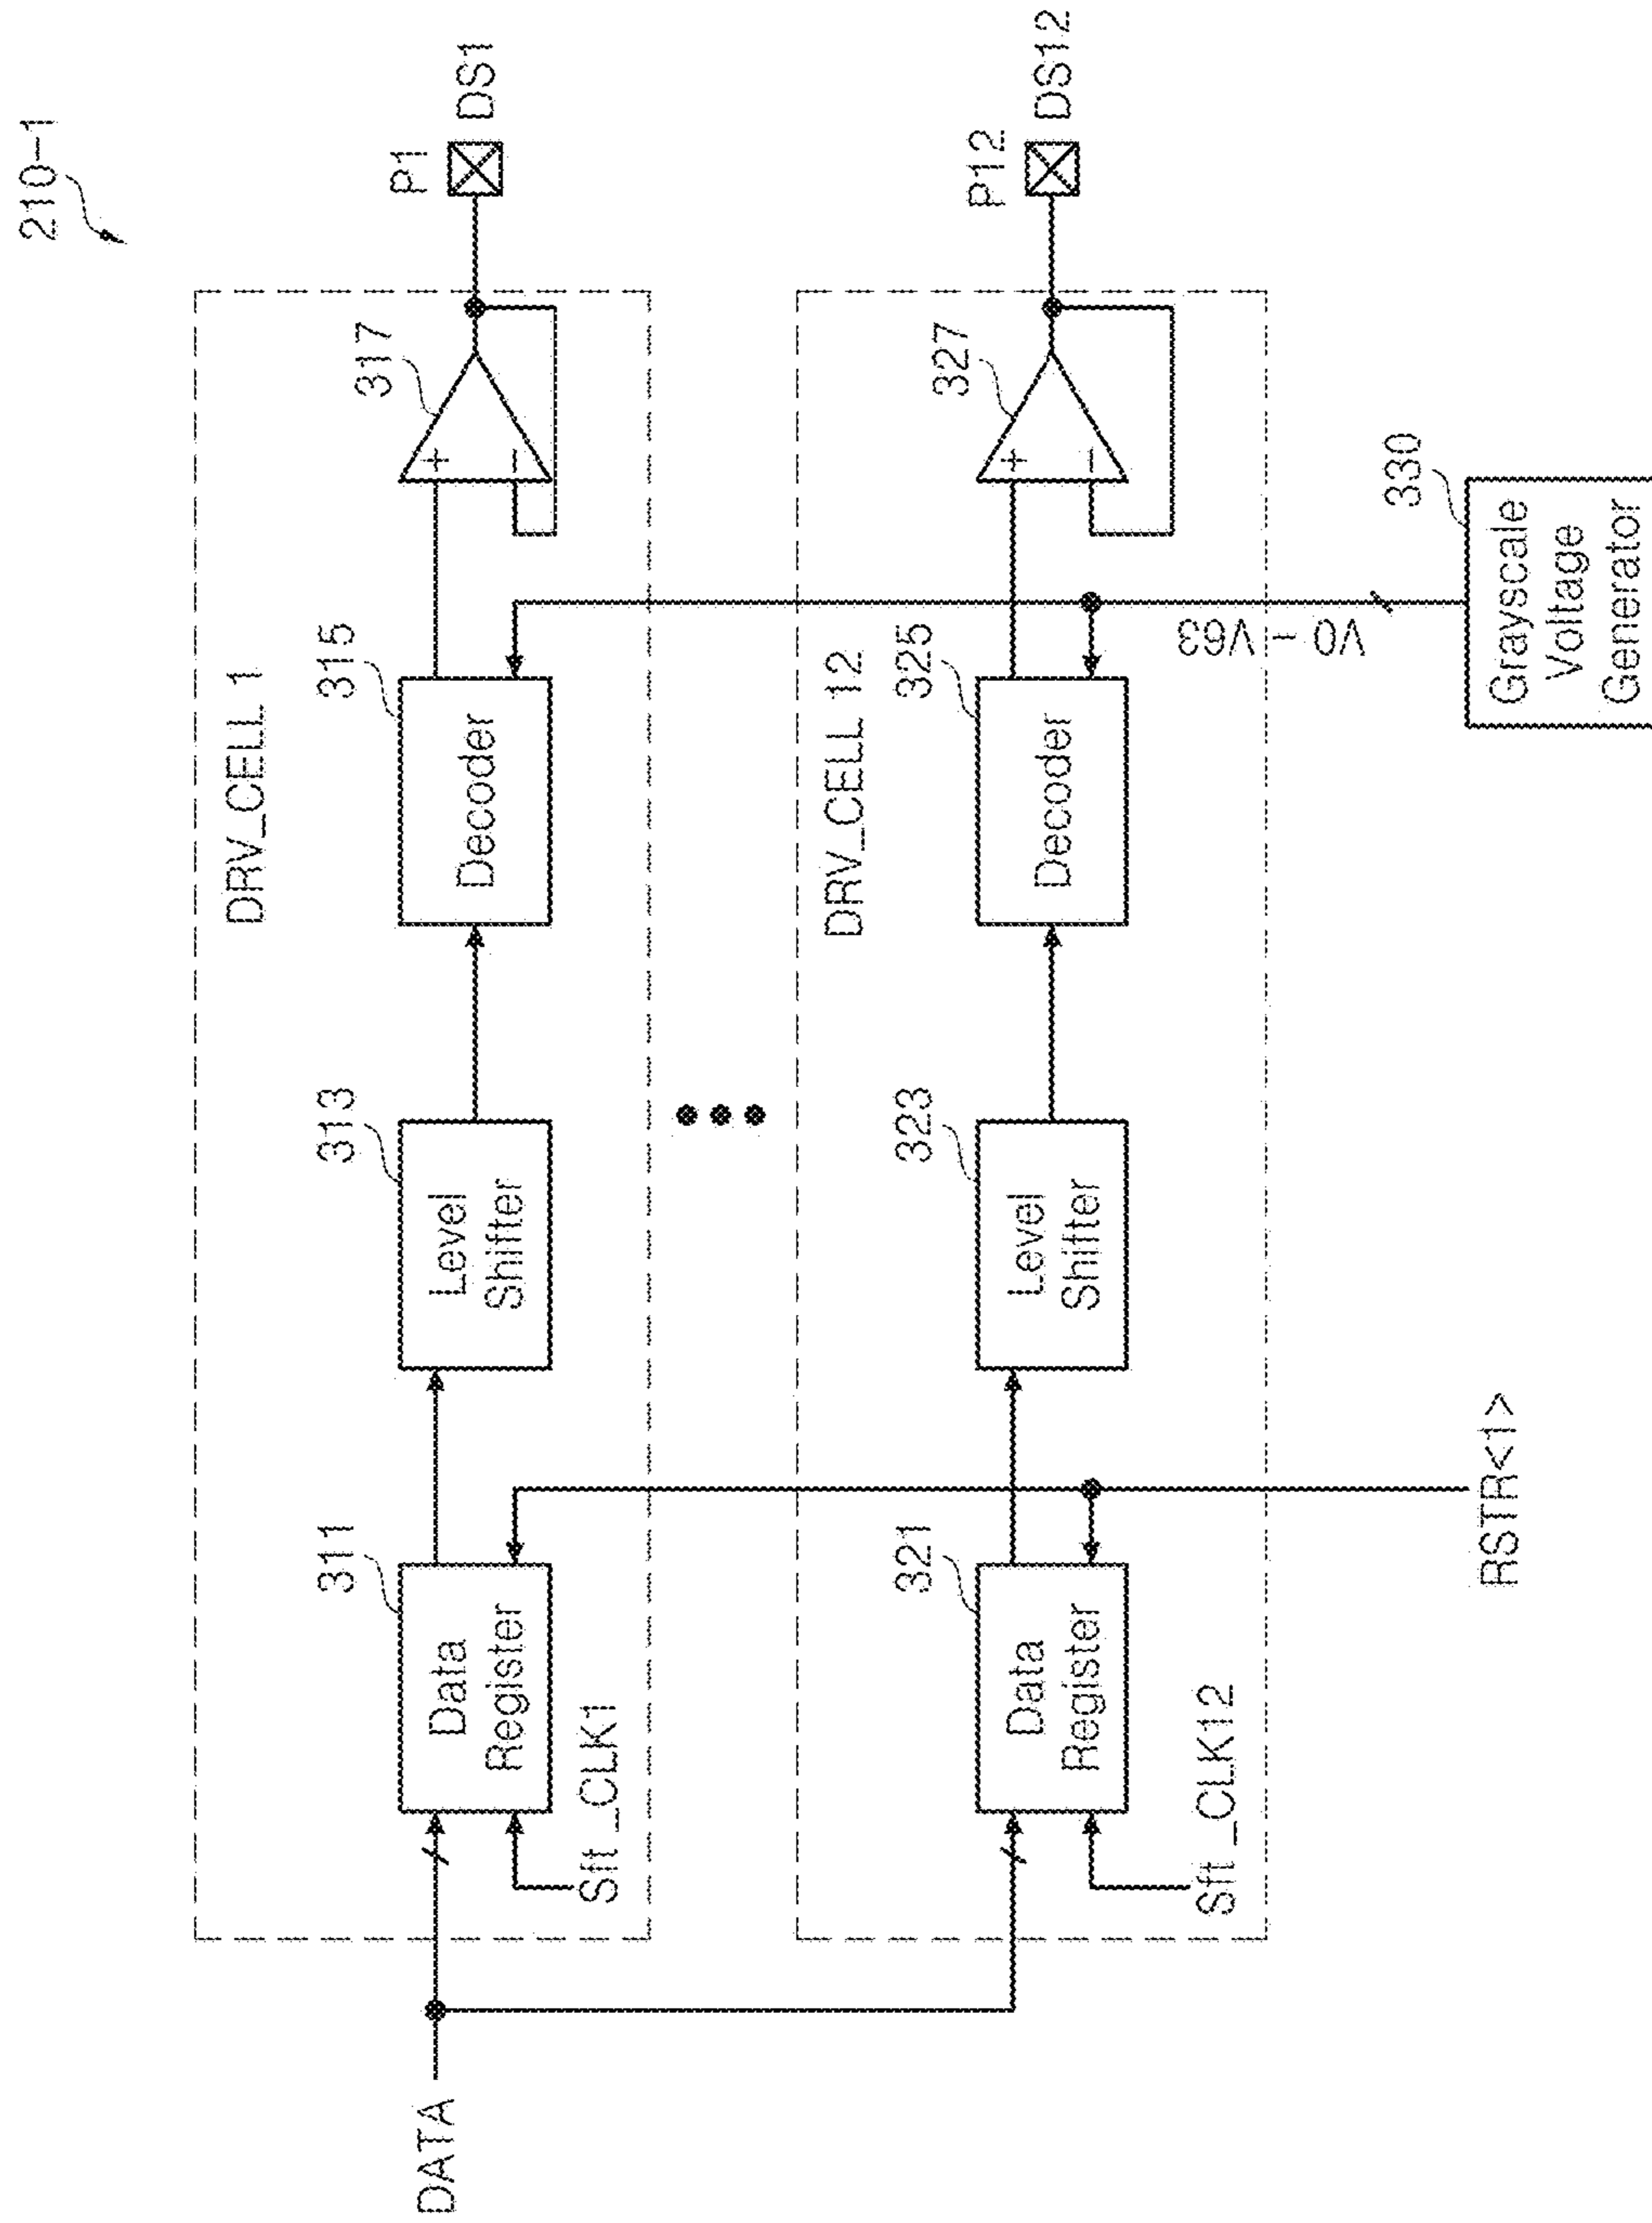 210-1
DRV_CELL 1
311
313
315
317
P1
DATA
Data
Register
Level
Shifter
Decoder
+
−
DS1
Sft_CLK1
DRV_CELL 12
321
323
325
327
P12
Data
Register
Level
Shifter
Decoder
+
−
DS12
Sft_CLK12
V0 - V63
330
RSTR<1>
Grayscale
Voltage
Generator